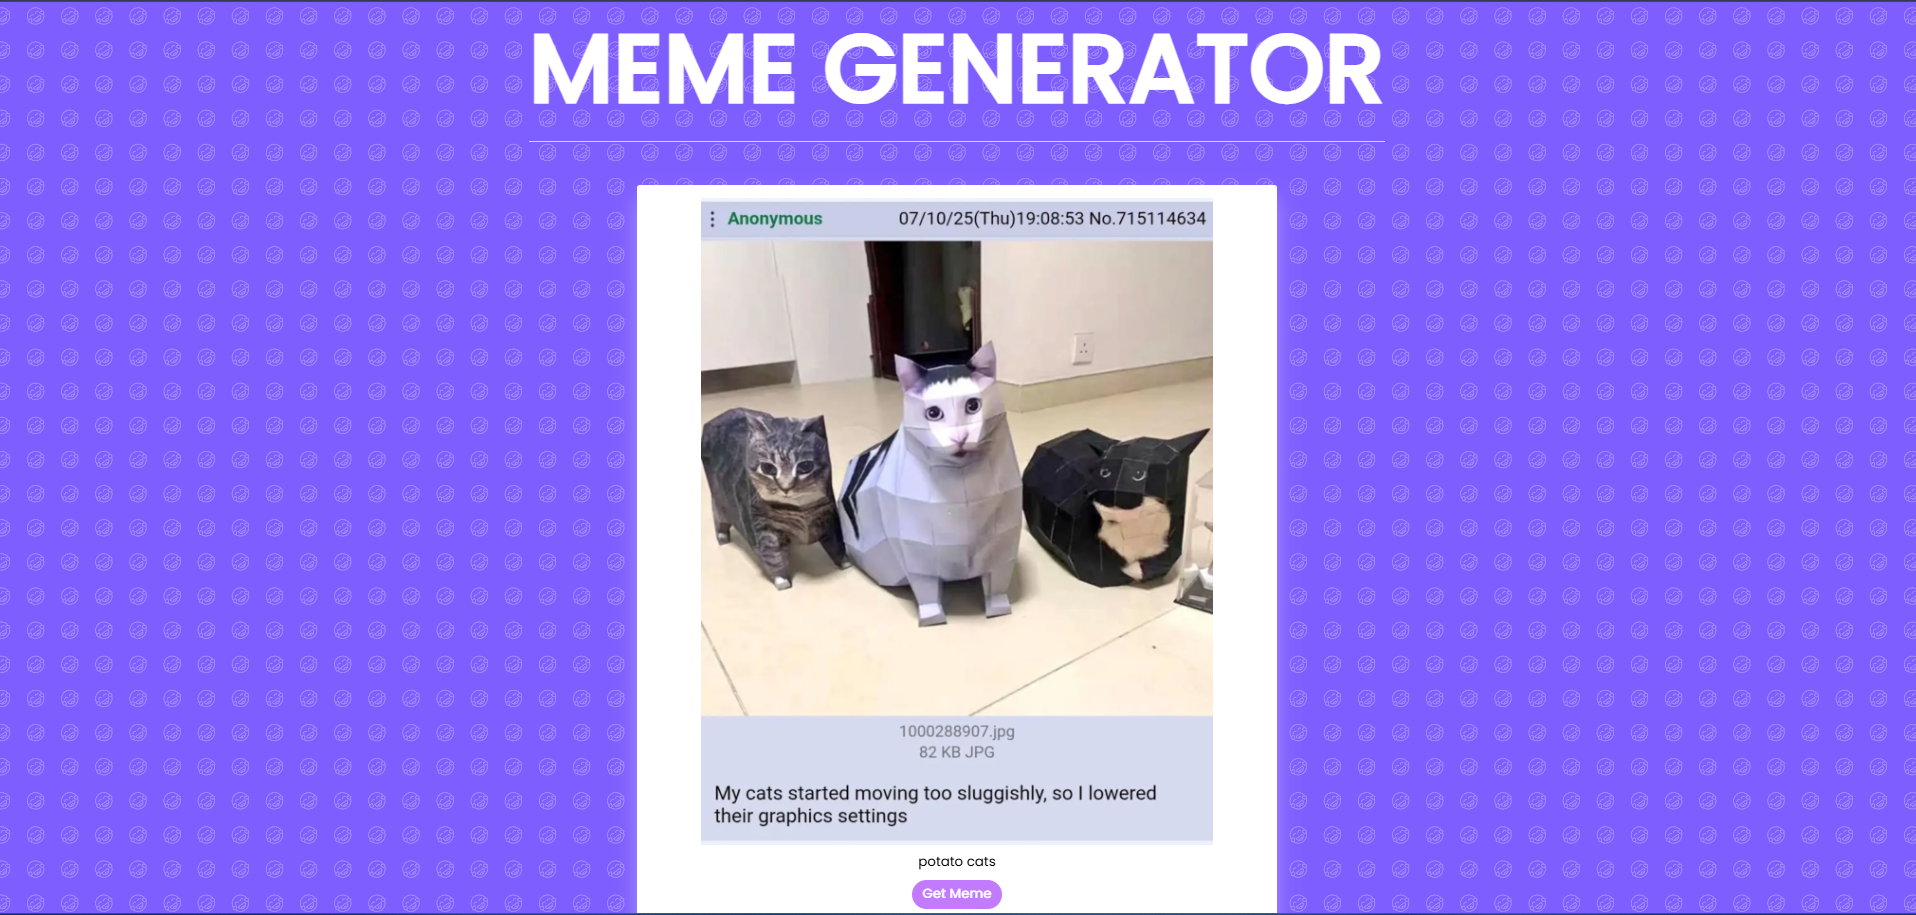 MEME GENERATOR
Anonymous 07/10/25(Thu)19:08:53 No.715114634
1000288907.jpg
82 KB JPG
My cats started moving too sluggishly, so I lowered
their graphics settings
potato cats
Get Meme